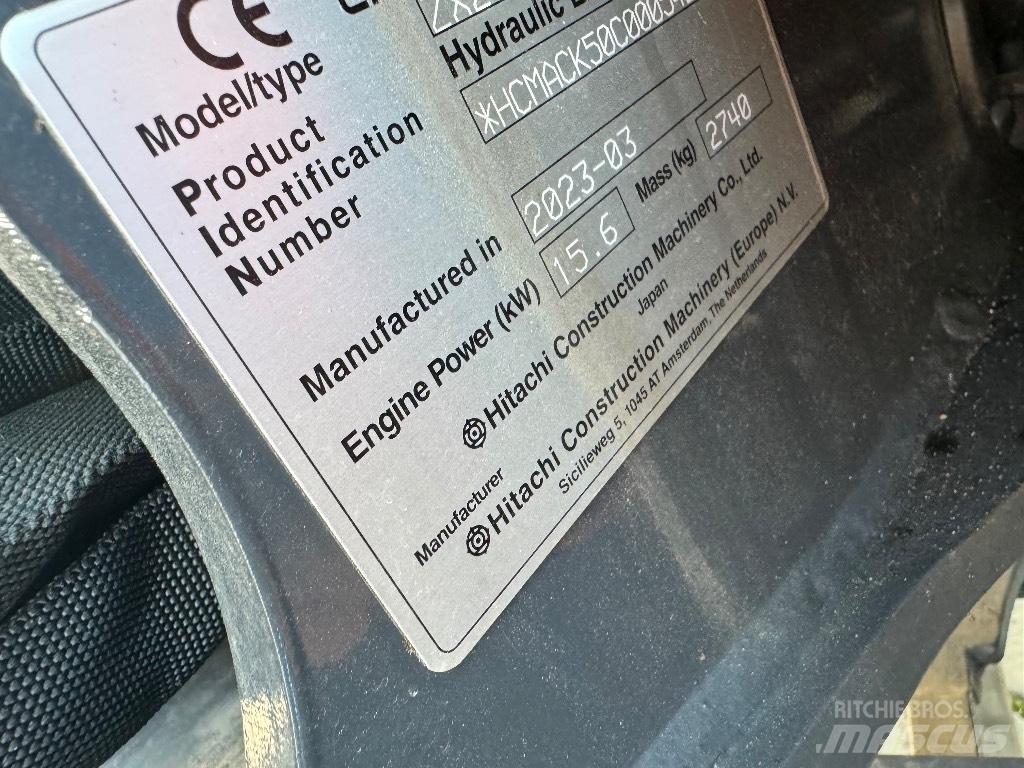 CE
Model/type
Hydraulic
Product
Identification
Number
Manufactured in 2023-03
Engine Power (kW) 15.6 Mass (kg) 2740
Hitachi Construction Machinery Co., Ltd.
Japan
Manufacturer
Hitachi Construction Machinery (Europe) N.V.
Sicilieweg 5, 1045 AT Amsterdam, The Netherlands
RITCHIE BROS.
MASCUS